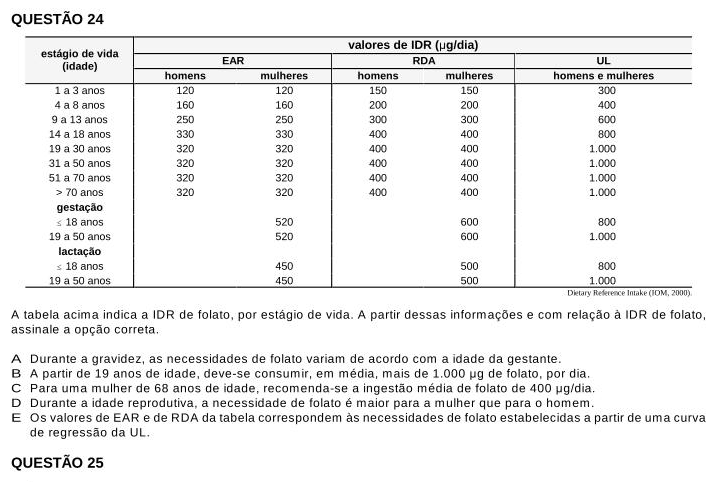 QUESTÃO 24
estágio de vida (idade) valores de IDR (µg/dia)
EAR RDA UL
homens mulheres homens mulheres homens e mulheres
1 a 3 anos 120 120 150 150 300
4 a 8 anos 160 160 200 200 400
9 a 13 anos 250 250 300 300 600
14 a 18 anos 330 330 400 400 800
19 a 30 anos 320 320 400 400 1.000
31 a 50 anos 320 320 400 400 1.000
51 a 70 anos 320 320 400 400 1.000
> 70 anos 320 320 400 400 1.000
gestação
≤ 18 anos 520 600 800
19 a 50 anos 520 600 1.000
lactação
≤ 18 anos 450 500 800
19 a 50 anos 450 500 1.000
Dietary Reference Intake (IOM, 2000).
A tabela acima indica a IDR de folato, por estágio de vida. A partir dessas informações e com relação à IDR de folato,
assinale a opção correta.
A Durante a gravidez, as necessidades de folato variam de acordo com a idade da gestante.
B A partir de 19 anos de idade, deve-se consumir, em média, mais de 1.000 µg de folato, por dia.
C Para uma mulher de 68 anos de idade, recomenda-se a ingestão média de folato de 400 µg/dia.
D Durante a idade reprodutiva, a necessidade de folato é maior para a mulher que para o homem.
E Os valores de EAR e de RDA da tabela correspondem às necessidades de folato estabelecidas a partir de uma curva
de regressão da UL.
QUESTÃO 25